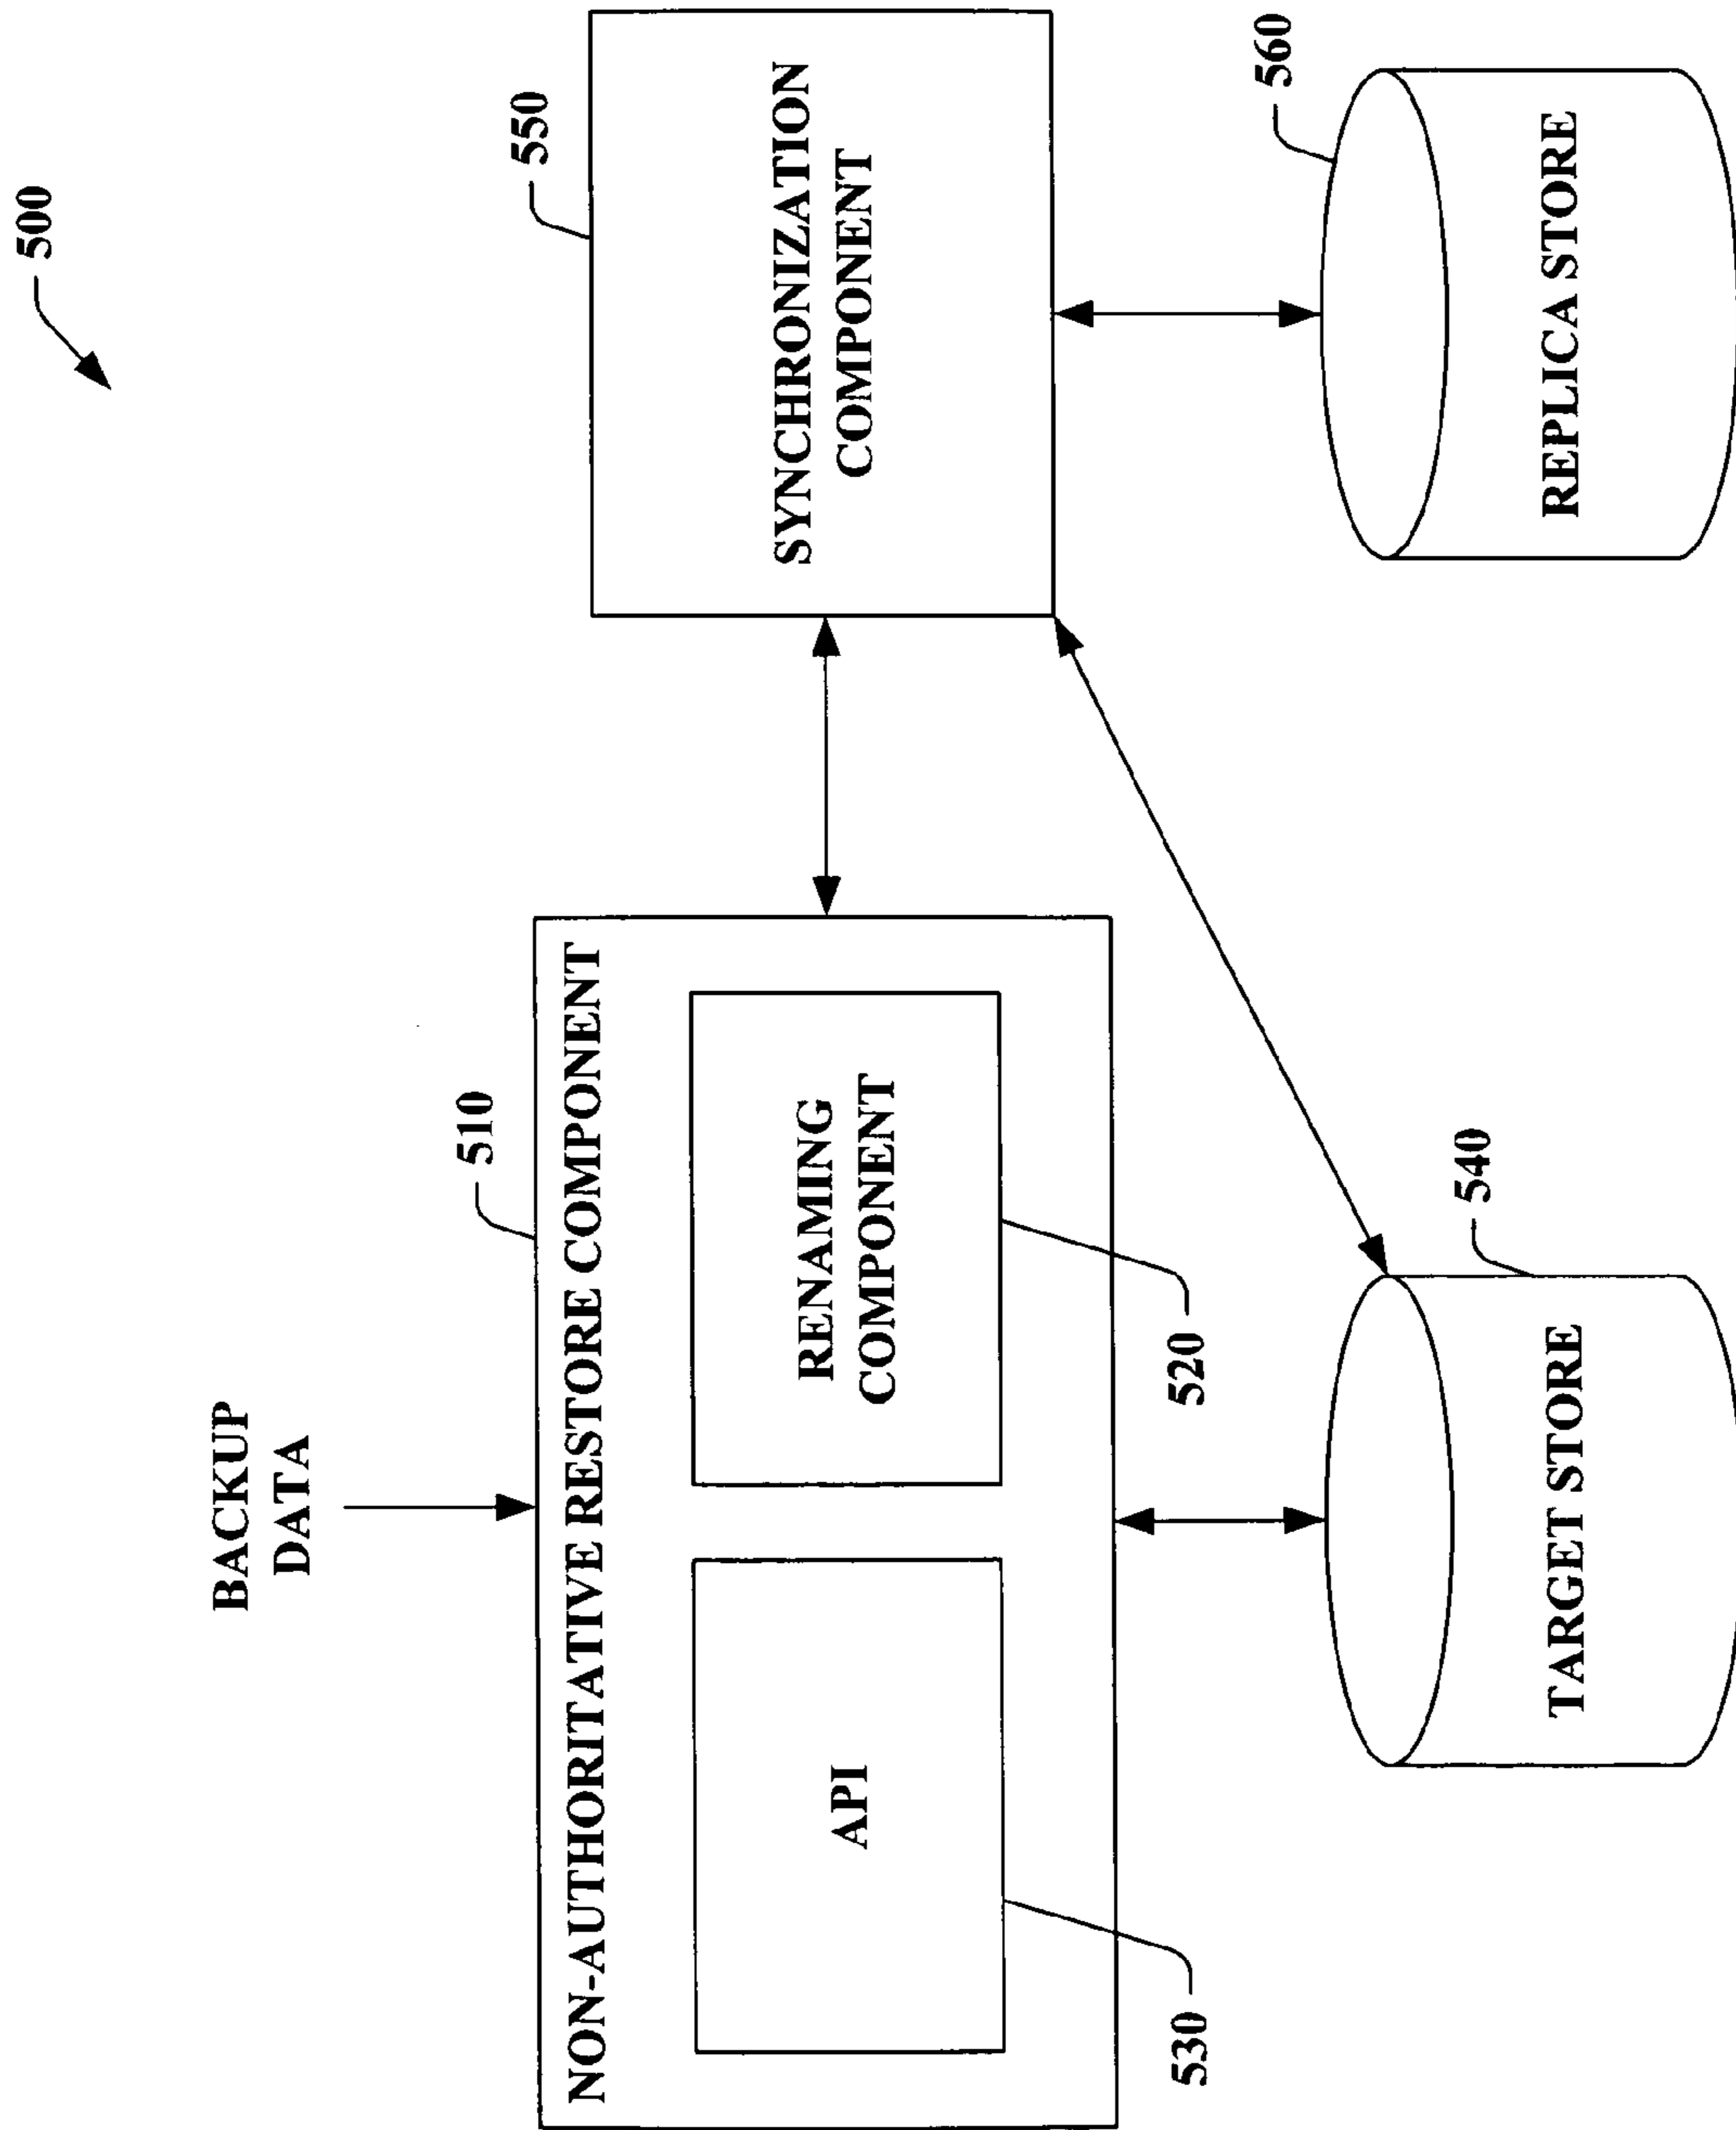 500
BACKUP
DATA
510
550
NON-AUTHORITATIVE RESTORE COMPONENT
API
RENAMING
COMPONENT
SYNCHRONIZATION
COMPONENT
530
520
540
560
TARGET STORE
REPLICA STORE